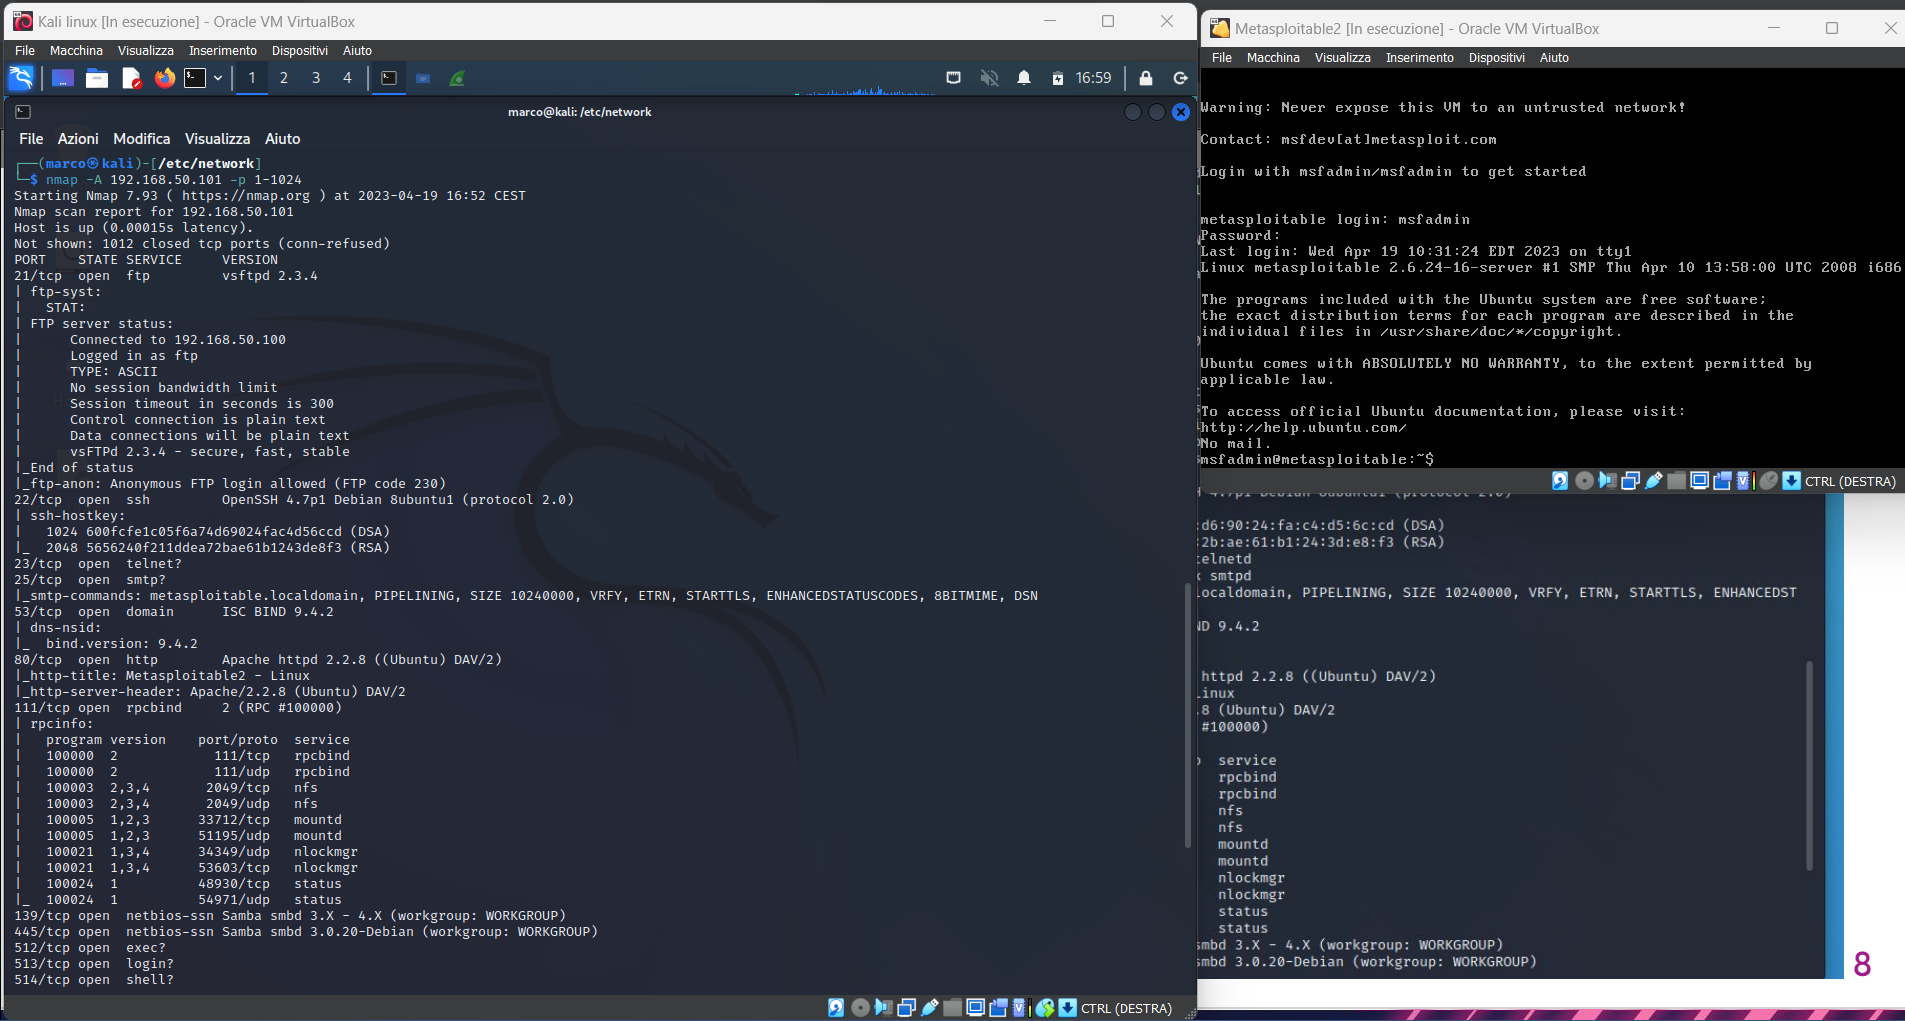 Kali linux [In esecuzione] - Oracle VM VirtualBox
File Macchina Visualizza Inserimento Dispositivi Aiuto
1 2 3 4 16:59
marco@kali: /etc/network
File Azioni Modifica Visualizza Aiuto
┌──(marco㉿kali)-[/etc/network]
└─$ nmap -A 192.168.50.101 -p 1-1024
Starting Nmap 7.93 ( https://nmap.org ) at 2023-04-19 16:52 CEST
Nmap scan report for 192.168.50.101
Host is up (0.00015s latency).
Not shown: 1012 closed tcp ports (conn-refused)
PORT    STATE SERVICE     VERSION
21/tcp  open  ftp         vsftpd 2.3.4
| ftp-syst:
|   STAT:
| FTP server status:
|      Connected to 192.168.50.100
|      Logged in as ftp
|      TYPE: ASCII
|      No session bandwidth limit
|      Session timeout in seconds is 300
|      Control connection is plain text
|      Data connections will be plain text
|      vsFTPd 2.3.4 - secure, fast, stable
|_End of status
|_ftp-anon: Anonymous FTP login allowed (FTP code 230)
22/tcp  open  ssh         OpenSSH 4.7p1 Debian 8ubuntu1 (protocol 2.0)
| ssh-hostkey:
|   1024 600fcfe1c05f6a74d69024fac4d56ccd (DSA)
|_  2048 5656240f211ddea72bae61b1243de8f3 (RSA)
23/tcp  open  telnet?
25/tcp  open  smtp?
|_smtp-commands: metasploitable.localdomain, PIPELINING, SIZE 10240000, VRFY, ETRN, STARTTLS, ENHANCEDSTATUSCODES, 8BITMIME, DSN
53/tcp  open  domain      ISC BIND 9.4.2
| dns-nsid:
|_  bind.version: 9.4.2
80/tcp  open  http        Apache httpd 2.2.8 ((Ubuntu) DAV/2)
|_http-title: Metasploitable2 - Linux
|_http-server-header: Apache/2.2.8 (Ubuntu) DAV/2
111/tcp open  rpcbind     2 (RPC #100000)
| rpcinfo:
|   program version    port/proto  service
|   100000  2            111/tcp   rpcbind
|   100000  2            111/udp   rpcbind
|   100003  2,3,4       2049/tcp   nfs
|   100003  2,3,4       2049/udp   nfs
|   100005  1,2,3      33712/tcp   mountd
|   100005  1,2,3      51195/udp   mountd
|   100021  1,3,4      34349/udp   nlockmgr
|   100021  1,3,4      53603/tcp   nlockmgr
|   100024  1          48930/tcp   status
|_  100024  1          54971/udp   status
139/tcp open  netbios-ssn Samba smbd 3.X - 4.X (workgroup: WORKGROUP)
445/tcp open  netbios-ssn Samba smbd 3.0.20-Debian (workgroup: WORKGROUP)
512/tcp open  exec?
513/tcp open  login?
514/tcp open  shell?
CTRL (DESTRA)
Metasploitable2 [In esecuzione] - Oracle VM VirtualBox
File Macchina Visualizza Inserimento Dispositivi Aiuto
Warning: Never expose this VM to an untrusted network!
Contact: msfdev[at]metasploit.com
Login with msfadmin/msfadmin to get started
metasploitable login: msfadmin
Password:
Last login: Wed Apr 19 10:31:24 EDT 2023 on tty1
Linux metasploitable 2.6.24-16-server #1 SMP Thu Apr 10 13:58:00 UTC 2008 i686
The programs included with the Ubuntu system are free software;
the exact distribution terms for each program are described in the
individual files in /usr/share/doc/*/copyright.
Ubuntu comes with ABSOLUTELY NO WARRANTY, to the extent permitted by
applicable law.
To access official Ubuntu documentation, please visit:
http://help.ubuntu.com/
No mail.
msfadmin@metasploitable:~$
CTRL (DESTRA)
:d6:90:24:fa:c4:d5:6c:cd (DSA)
:2b:ae:61:b1:24:3d:e8:f3 (RSA)
telnetd
x smtpd
localdomain, PIPELINING, SIZE 10240000, VRFY, ETRN, STARTTLS, ENHANCEDST
ND 9.4.2
httpd 2.2.8 ((Ubuntu) DAV/2)
Linux
.8 (Ubuntu) DAV/2
#100000)
service
rpcbind
rpcbind
nfs
nfs
mountd
mountd
nlockmgr
nlockmgr
status
status
smbd 3.X - 4.X (workgroup: WORKGROUP)
smbd 3.0.20-Debian (workgroup: WORKGROUP)
8